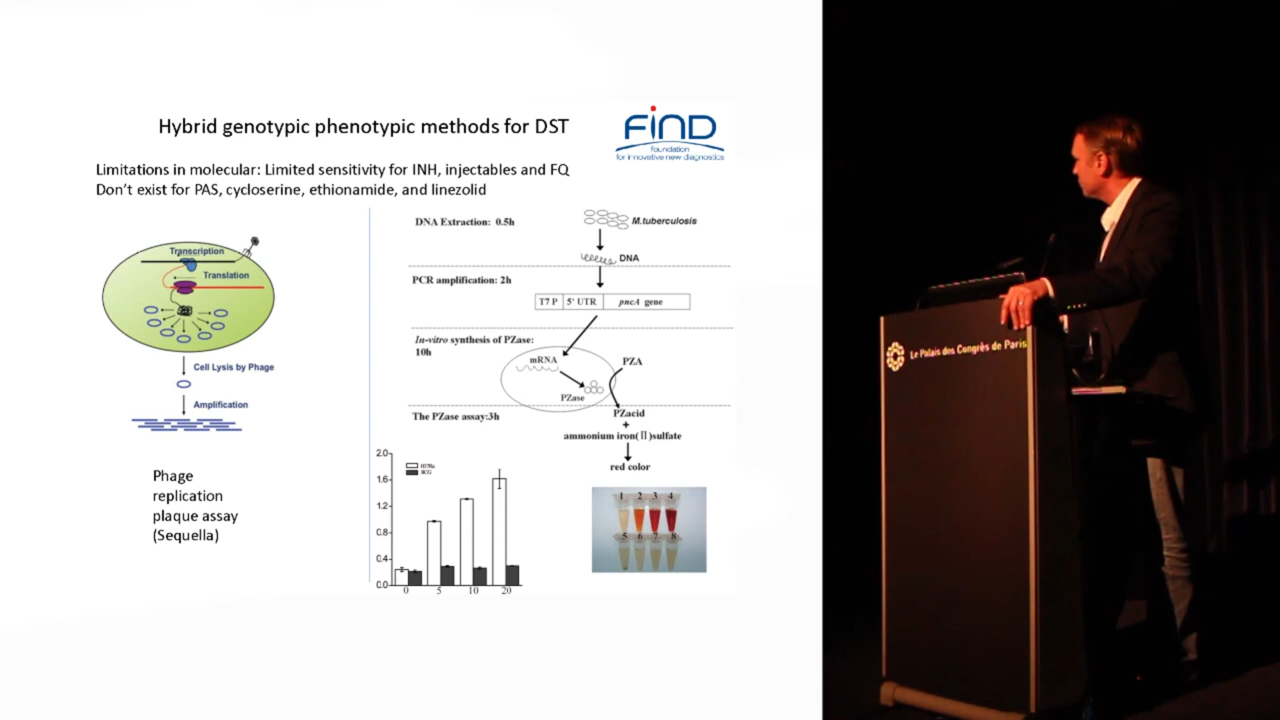 Hybrid genotypic phenotypic methods for DST
FIND
foundation
for innovative new diagnostics
Limitations in molecular: Limited sensitivity for INH, injectables and FQ
Don't exist for PAS, cycloserine, ethionamide, and linezolid
Transcription
Translation
Cell Lysis by Phage
Amplification
Phage
replication
plaque assay
(Sequella)
DNA Extraction: 0.5h
M.tuberculosis
DNA
PCR amplification: 2h
T7 P
5' UTR
pncA gene
In-vitro synthesis of PZase:
10h
mRNA
PZase
PZA
The PZase assay:3h
PZacid
+
ammonium iron(Ⅱ)sulfate
red color
2.0
1.6
1.2
0.8
0.4
0.0
0 5 10 20
H37Ra
BCG
1 2 3 4
5 6 7 8
Le Palais des Congrès de Paris